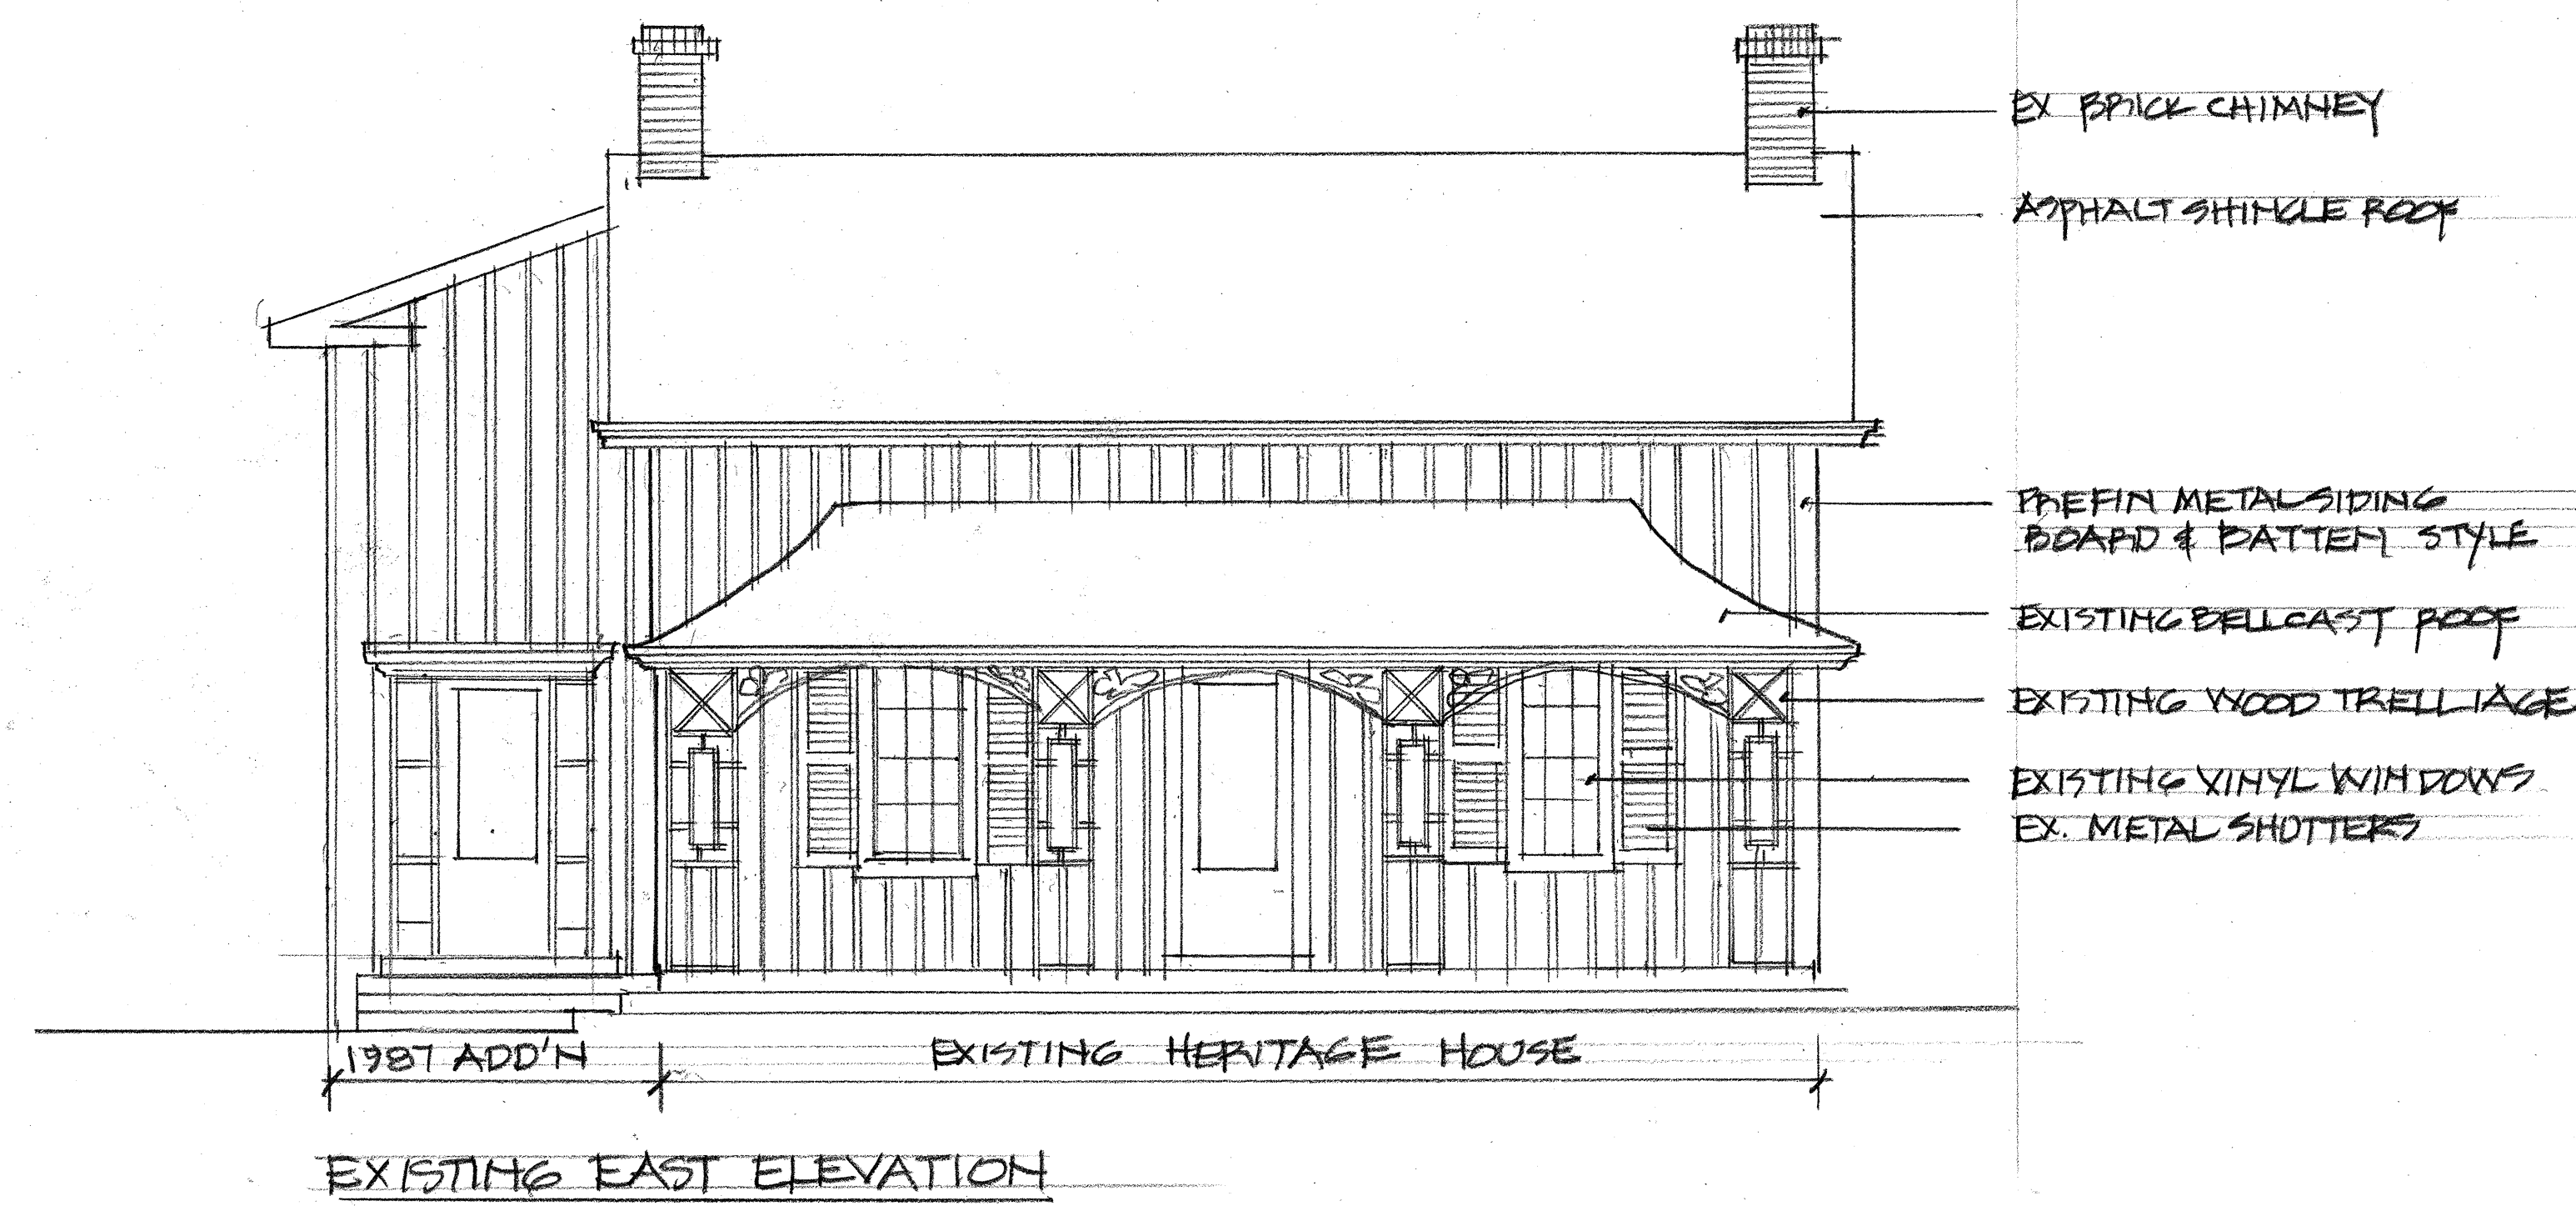 EX BRICK CHIMNEY
ASPHALT SHINGLE ROOF
PREFIN METAL SIDING
BOARD & BATTEN STYLE
EXISTING BELLCAST ROOF
EXISTING WOOD TRELLIAGE
EXISTING VINYL WINDOWS
EX. METAL SHUTTERS
1987 ADD'N
EXISTING HERITAGE HOUSE
EXISTING EAST ELEVATION